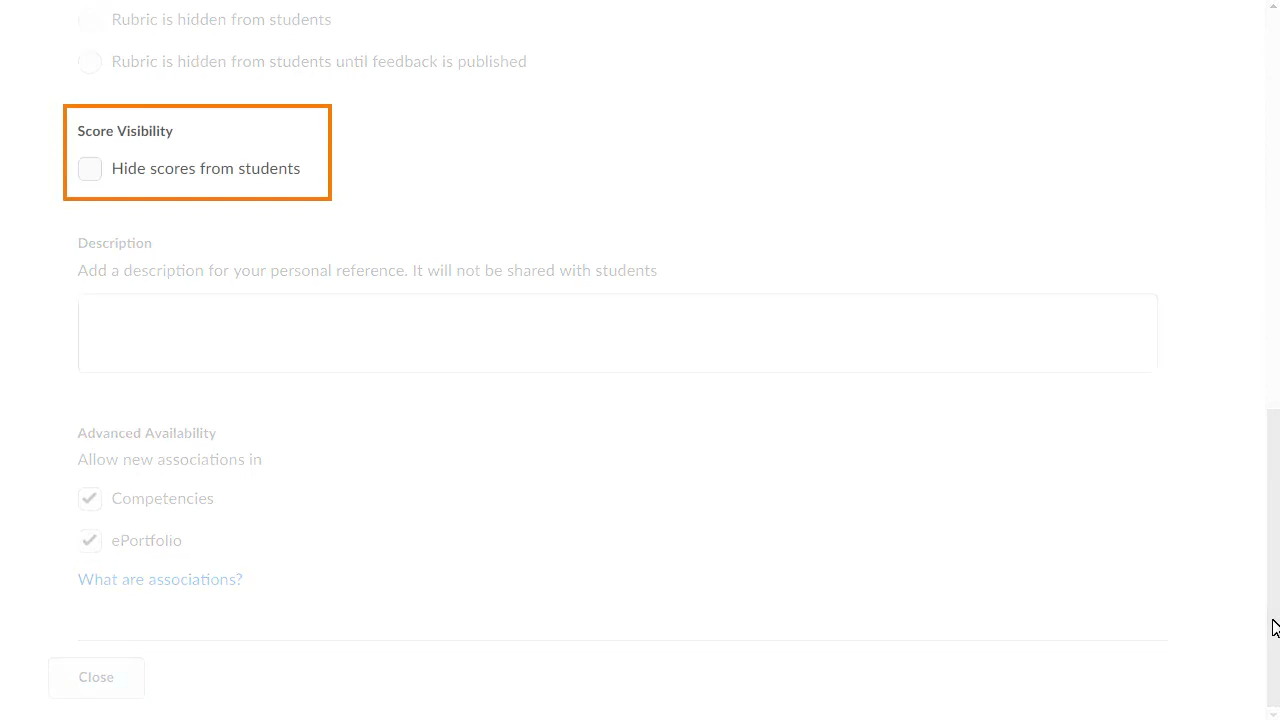 Rubric is hidden from students
Rubric is hidden from students until feedback is published
Score Visibility
Hide scores from students
Description
Add a description for your personal reference. It will not be shared with students
Advanced Availability
Allow new associations in
Competencies
ePortfolio
What are associations?
Close